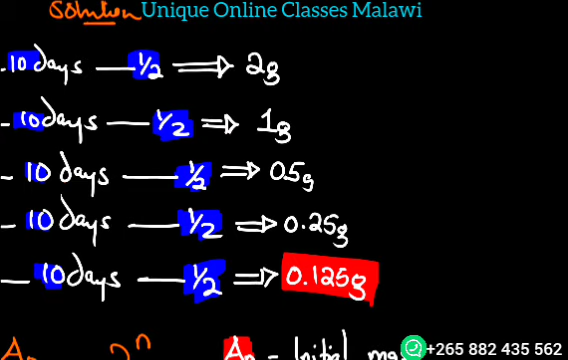 Solution Unique Online Classes Malawi
- 10 days — 1/2 ⇒ 2g
- 10 days — 1/2 ⇒ 1g
- 10 days — 1/2 ⇒ 0.5g
- 10 days — 1/2 ⇒ 0.25g
- 10 days — 1/2 ⇒ 0.125g
= Initial +265 882 435 562